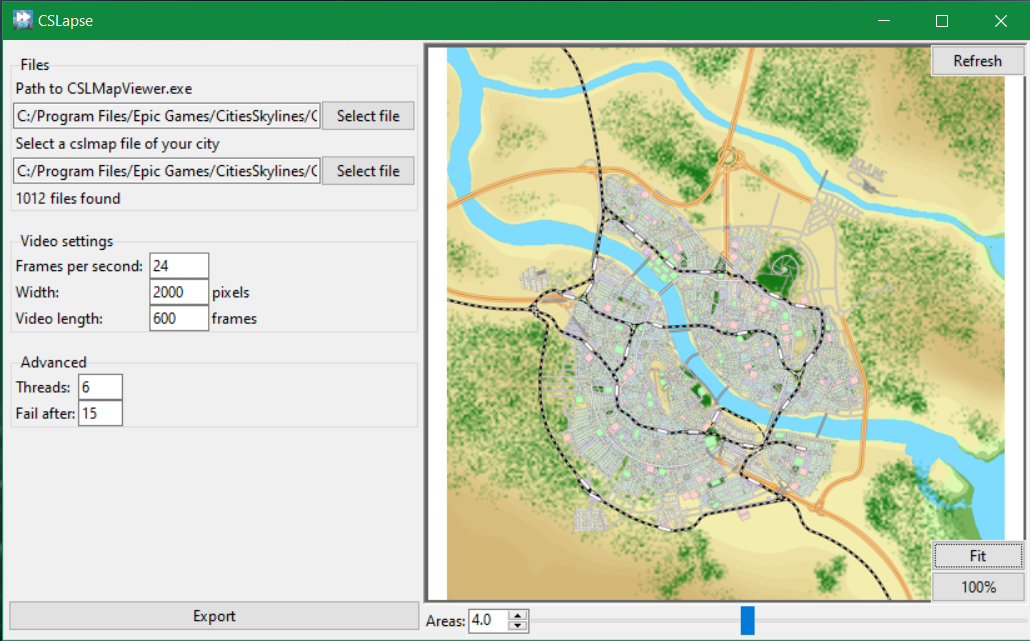 CSLapse
Files
Path to CSLMapViewer.exe
C:/Program Files/Epic Games/CitiesSkylines/C Select file
Select a cslmap file of your city
C:/Program Files/Epic Games/CitiesSkylines/C Select file
1012 files found
Video settings
Frames per second: 24
Width: 2000 pixels
Video length: 600 frames
Advanced
Threads: 6
Fail after: 15
Export
Refresh
Fit
100%
Areas: 4.0